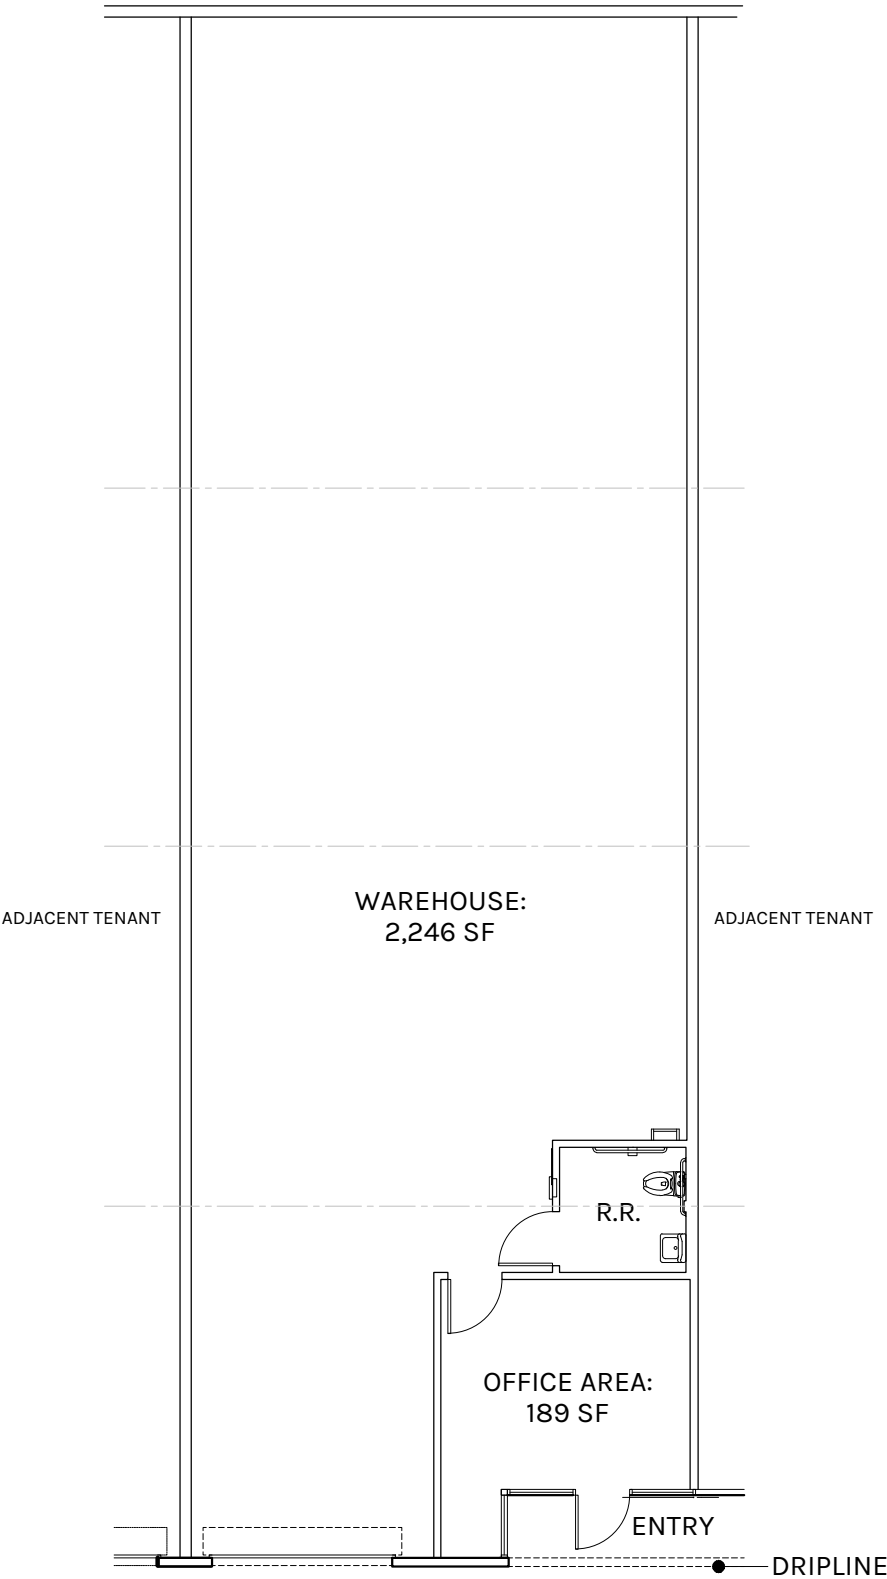 ADJACENT TENANT
WAREHOUSE:
2,246 SF
ADJACENT TENANT
R.R.
OFFICE AREA:
189 SF
ENTRY
DRIPLINE